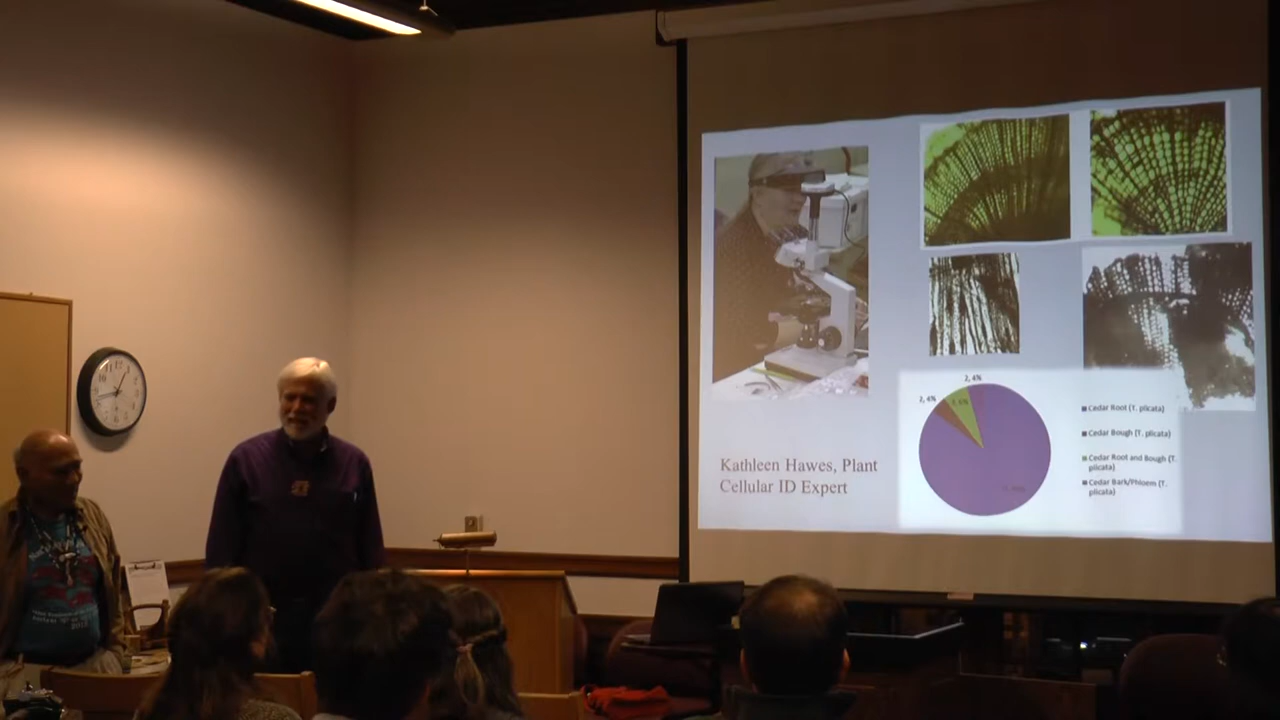 Kathleen Hawes, Plant
Cellular ID Expert
2, 4%
2, 4%
Cedar Root (T. plicata)
Cedar Bough (T. plicata)
Cedar Root and Bough (T.
plicata)
Cedar Bark/Phloem (T.
plicata)